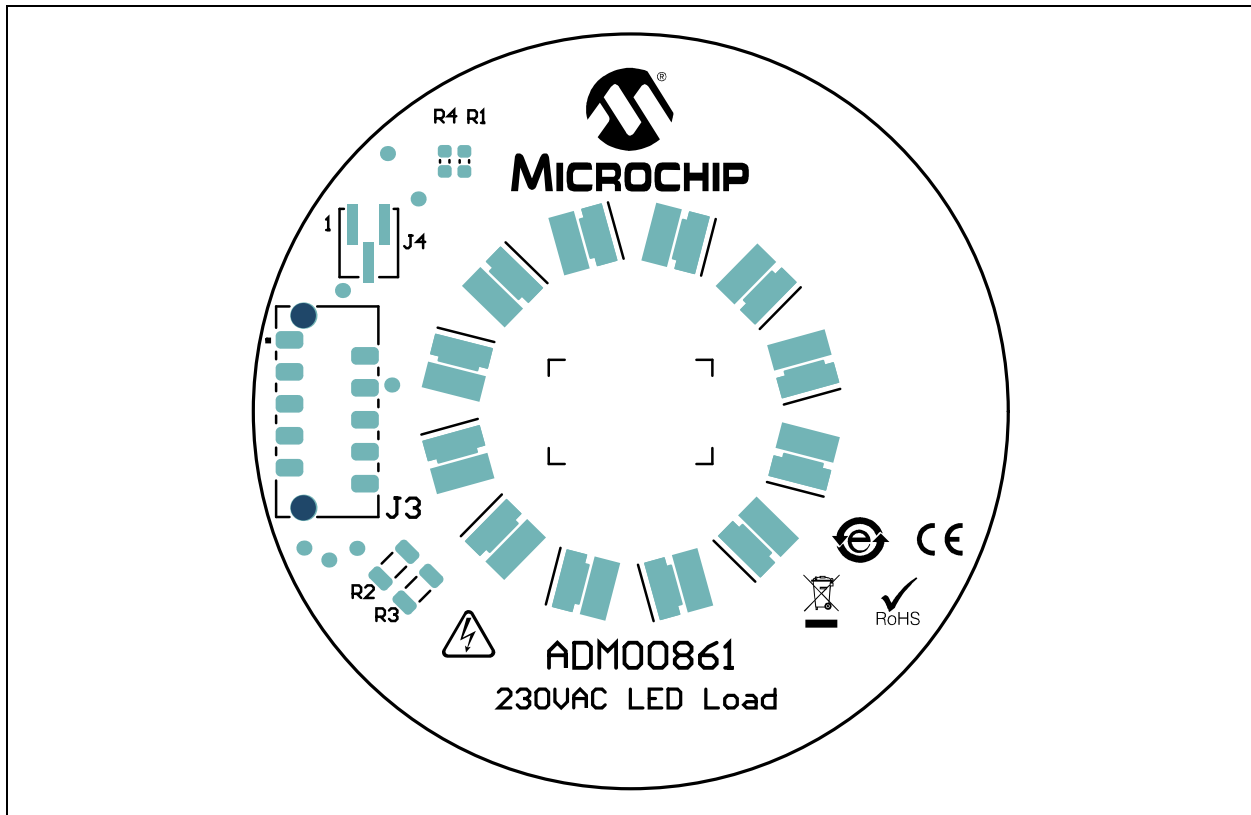 ®
R4 R1
MICROCHIP
1
J4
J3
e
CE
R2
R3
RoHS
ADM00861
230VAC LED Load